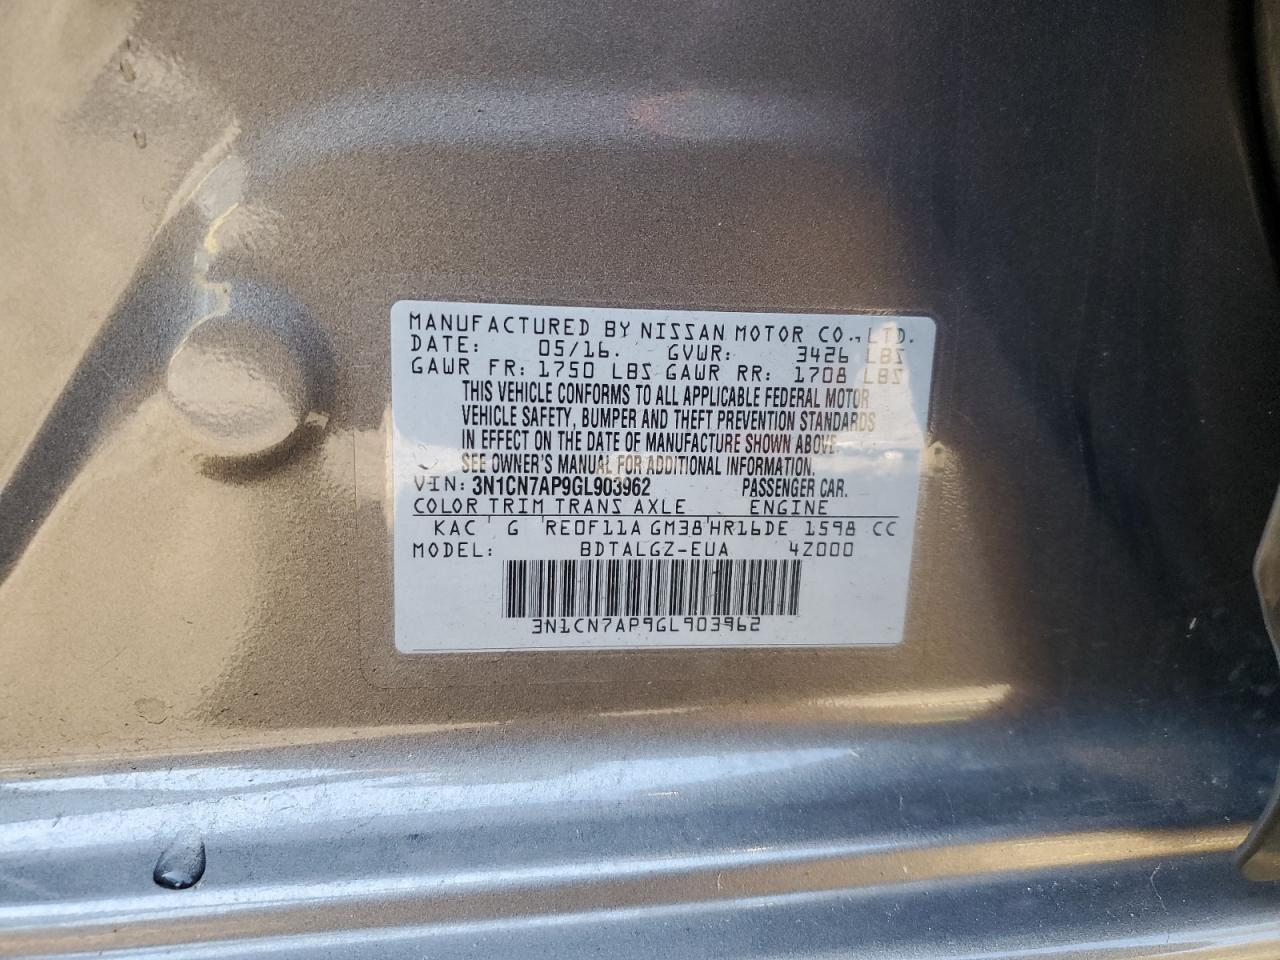 MANUFACTURED BY NISSAN MOTOR CO., LTD.
DATE: 05/16. GVWR: 3426 LBS
GAWR FR: 1750 LBS GAWR RR: 1708 LBS
THIS VEHICLE CONFORMS TO ALL APPLICABLE FEDERAL MOTOR
VEHICLE SAFETY, BUMPER AND THEFT PREVENTION STANDARDS
IN EFFECT ON THE DATE OF MANUFACTURE SHOWN ABOVE.
SEE OWNER'S MANUAL FOR ADDITIONAL INFORMATION.
VIN: 3N1CN7AP9GL903962 PASSENGER CAR.
COLOR TRIM TRANS AXLE ENGINE
KAC G RE0F11A GM38 HR16DE 1598 CC
MODEL: BDTALGZ-EUA 4Z000
3N1CN7AP9GL903962